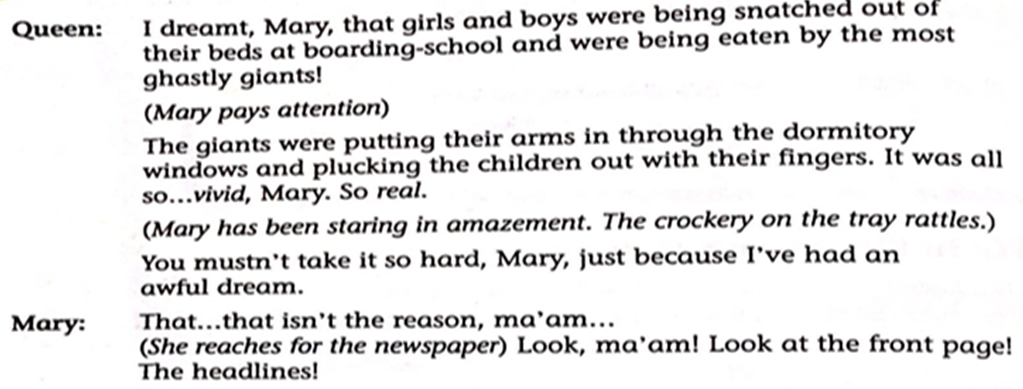 Queen: I dreamt, Mary, that girls and boys were being snatched out of
their beds at boarding-school and were being eaten by the most
ghastly giants!
(Mary pays attention)
The giants were putting their arms in through the dormitory
windows and plucking the children out with their fingers. It was all
so...vivid, Mary. So real.
(Mary has been staring in amazement. The crockery on the tray rattles.)
You mustn't take it so hard, Mary, just because I've had an
awful dream.
Mary: That...that isn't the reason, ma'am...
(She reaches for the newspaper) Look, ma'am! Look at the front page!
The headlines!